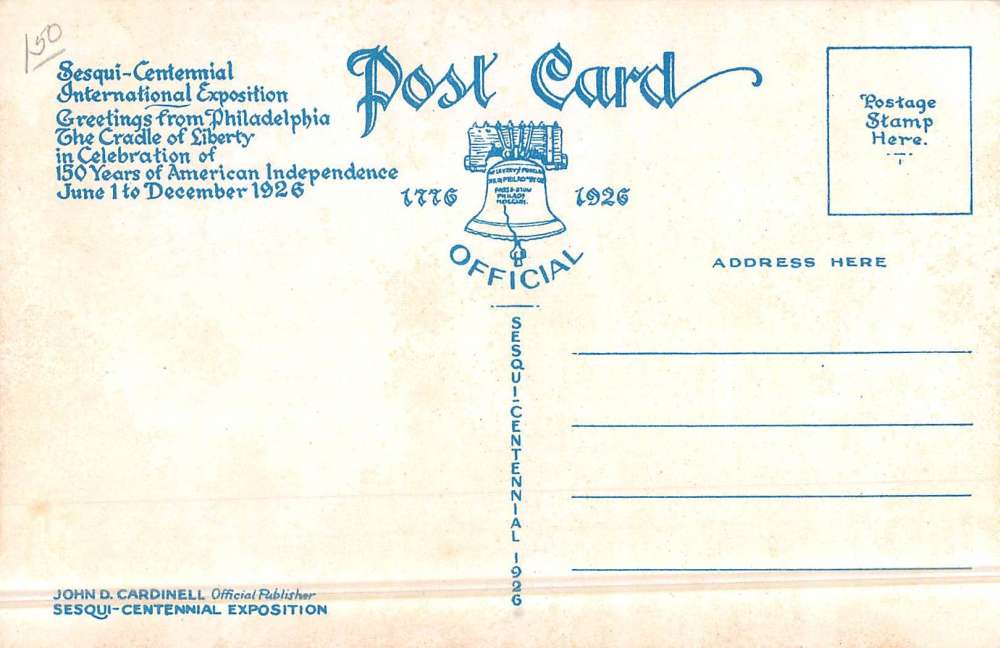 1.50
Sesqui-Centennial
International Exposition
Greetings from Philadelphia
The Cradle of Liberty
in Celebration of
150 Years of American Independence
June 1 to December 1926
Post Card
1776
1926
OFFICIAL
Postage
Stamp
Here.
ADDRESS HERE
SESQUI-CENTENNIAL 1926
JOHN D. CARDINELL Official Publisher
SESQUI-CENTENNIAL EXPOSITION